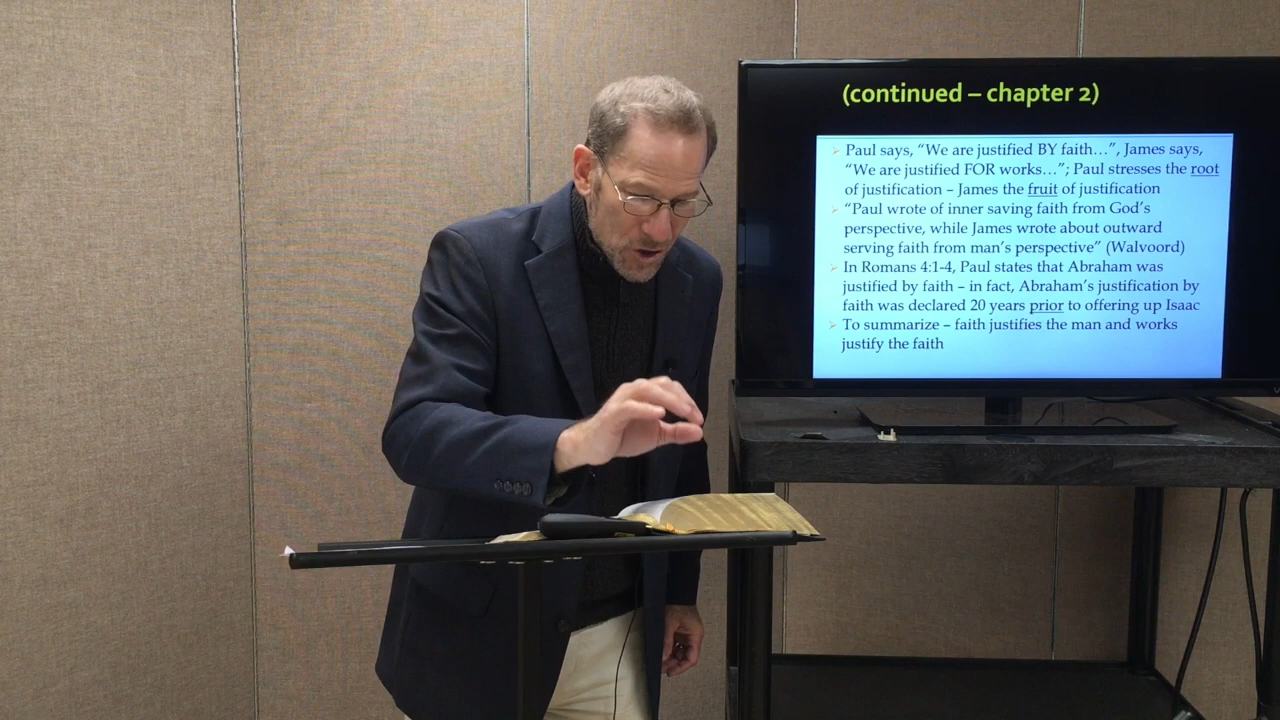 (continued – chapter 2)
➢ Paul says, “We are justified BY faith…”, James says,
“We are justified FOR works…”; Paul stresses the root
of justification – James the fruit of justification
➢ “Paul wrote of inner saving faith from God’s
perspective, while James wrote about outward
serving faith from man’s perspective” (Walvoord)
➢ In Romans 4:1-4, Paul states that Abraham was
justified by faith – in fact, Abraham’s justification by
faith was declared 20 years prior to offering up Isaac
➢ To summarize – faith justifies the man and works
justify the faith